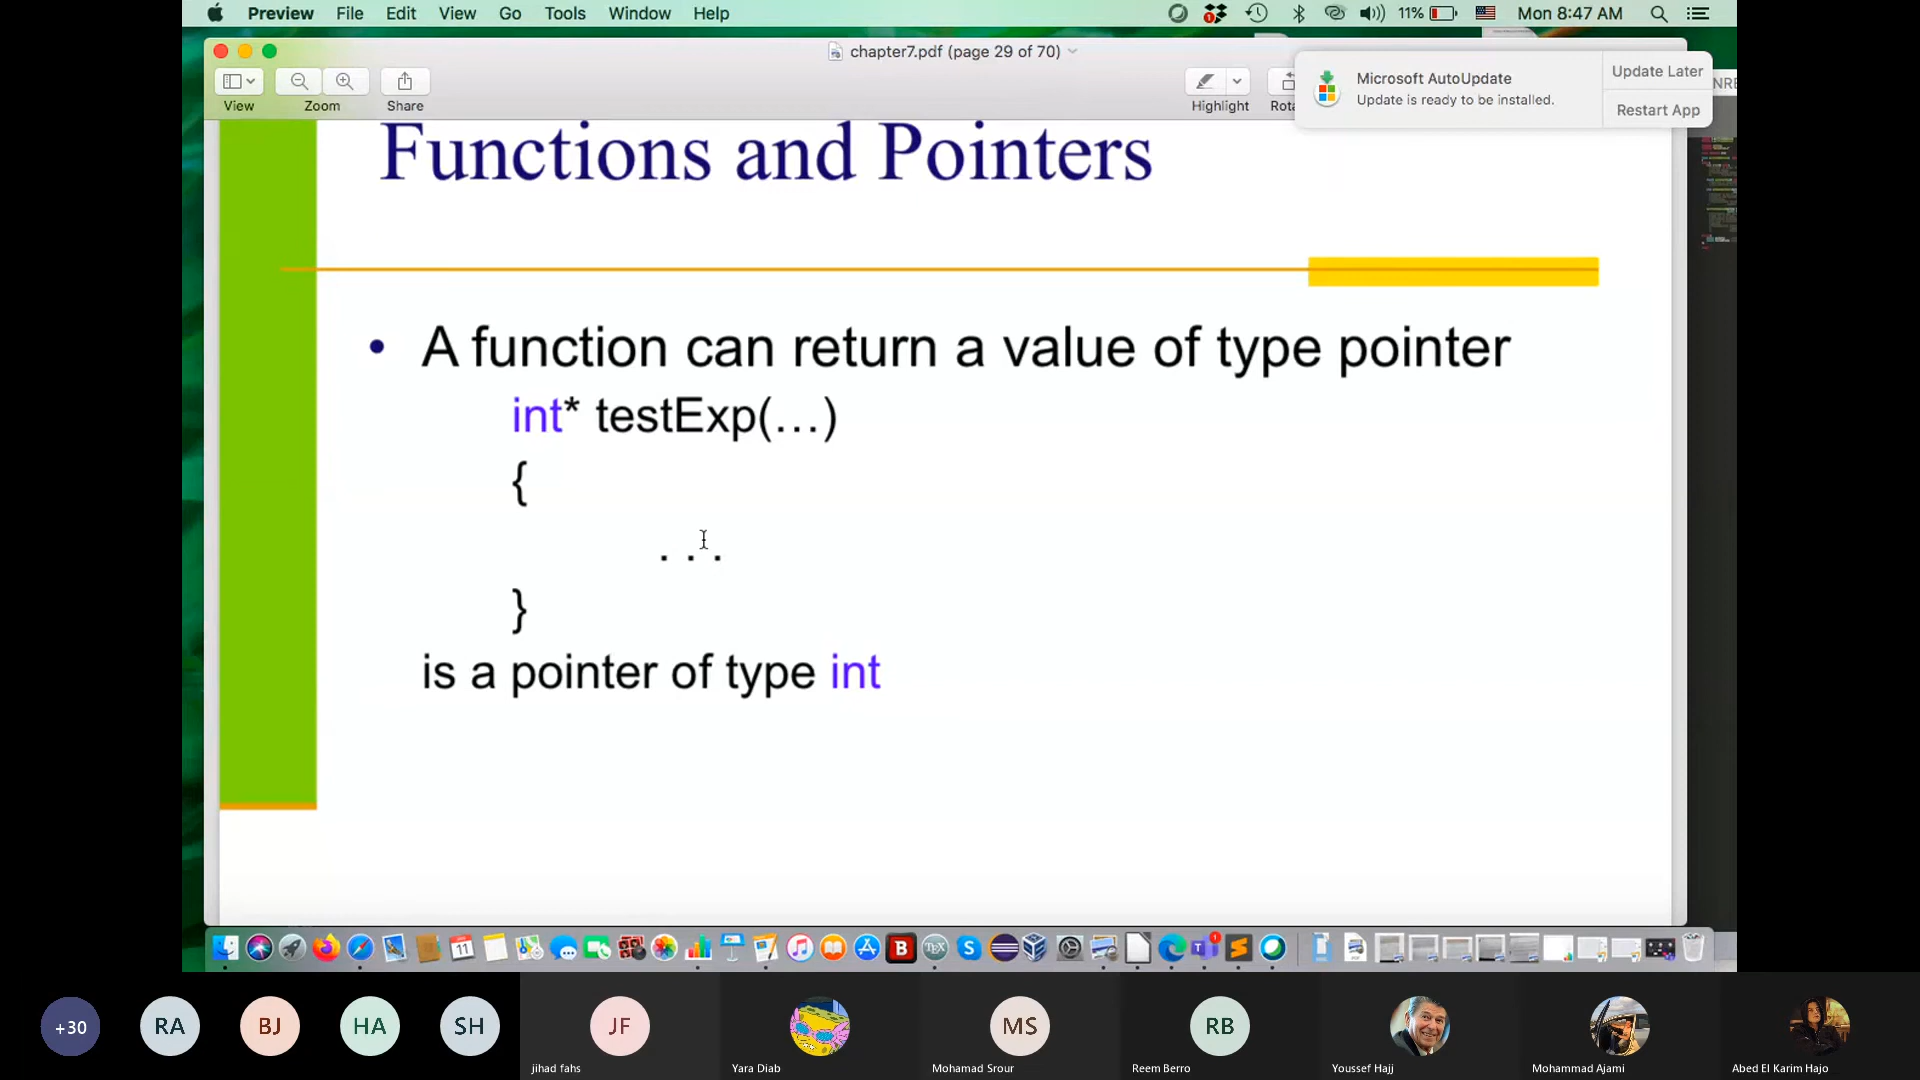 Preview File Edit View Go Tools Window Help
11% Mon 8:47 AM
chapter7.pdf (page 29 of 70)
View Zoom Share Highlight
Microsoft AutoUpdate
Update is ready to be installed.
Update Later
Restart App
Functions and Pointers
• A function can return a value of type pointer
int* testExp(...)
{
. . .
}
is a pointer of type int
11
B
TEX
S
1
+30 RA BJ HA SH JF MS RB
jihad fahs Yara Diab Mohamad Srour Reem Berro Youssef Hajj Mohammad Ajami Abed El Karim Hajo